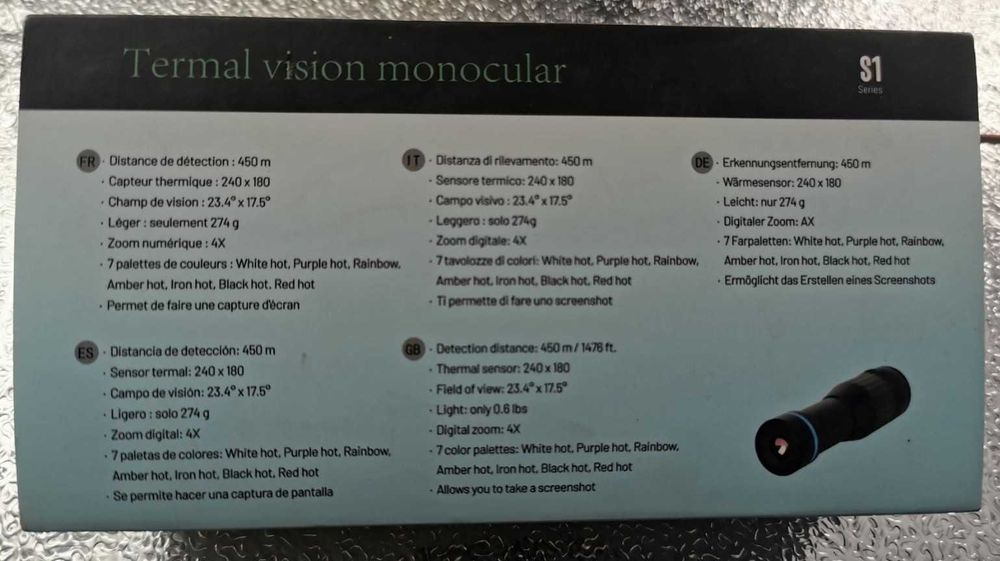 Termal vision monocular
S1
Series
FR · Distance de détection : 450 m
· Capteur thermique : 240 x 180
· Champ de vision : 23.4° x 17.5°
· Léger : seulement 274 g
· Zoom numérique : 4X
· 7 palettes de couleurs : White hot, Purple hot, Rainbow,
Amber hot, Iron hot, Black hot, Red hot
· Permet de faire une capture d'écran
IT · Distanza di rilevamento: 450 m
· Sensore termico: 240 x 180
· Campo visivo : 23.4° x 17.5°
· Leggero : solo 274g
· Zoom digitale: 4X
· 7 tavolozze di colori: White hot, Purple hot, Rainbow,
Amber hot, Iron hot, Black hot, Red hot
· Ti permette di fare uno screenshot
DE · Erkennungsentfernung: 450 m
· Wärmesensor: 240 x 180
· Leicht: nur 274 g
· Digitaler Zoom: AX
· 7 Farpaletten: White hot, Purple hot, Rainbow,
Amber hot, Iron hot, Black hot, Red hot
· Ermöglicht das Erstellen eines Screenshots
ES · Distancia de detección: 450 m
· Sensor termal: 240 x 180
· Campo de visión: 23.4° x 17.5°
· Ligero : solo 274 g
· Zoom digital: 4X
· 7 paletas de colores: White hot, Purple hot, Rainbow,
Amber hot, Iron hot, Black hot, Red hot
· Se permite hacer una captura de pantalla
GB · Detection distance: 450 m / 1476 ft.
· Thermal sensor: 240 x 180
· Field of view: 23.4° x 17.5°
· Light: only 0.6 lbs
· Digital zoom: 4X
· 7 color palettes: White hot, Purple hot, Rainbow,
Amber hot, Iron hot, Black hot, Red hot
· Allows you to take a screenshot